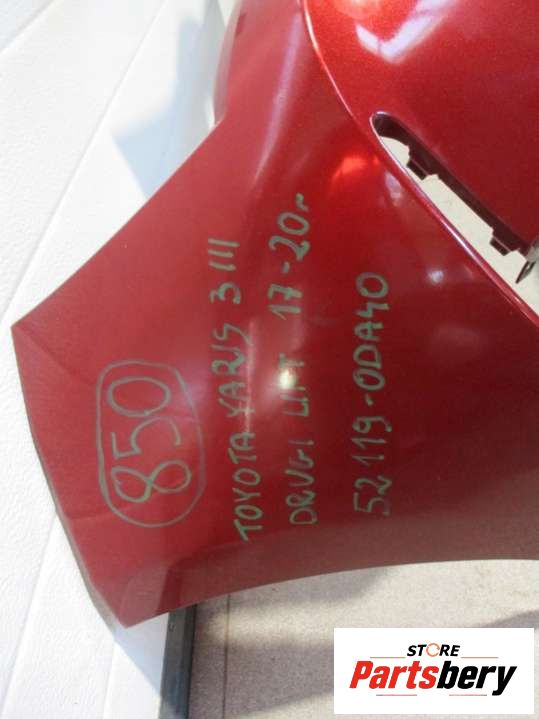 850
TOYOTA YARIS 3 III
DRUGI LIFT 17-20r
52119-0DA40
STORE
Partsbery